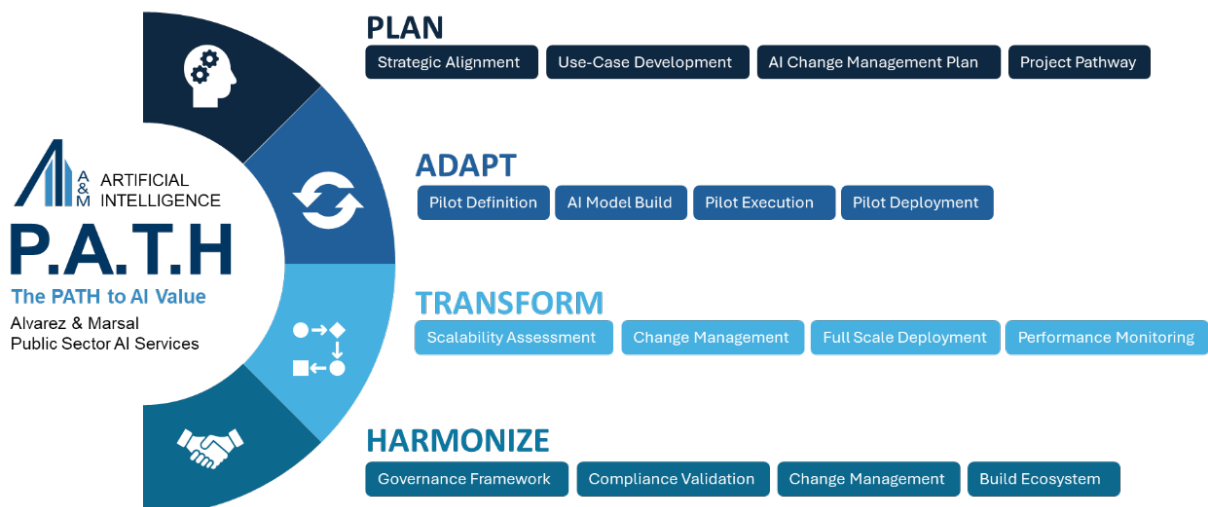 A&M ARTIFICIAL
INTELLIGENCE
P.A.T.H
The PATH to AI Value
Alvarez & Marsal
Public Sector AI Services
PLAN
Strategic Alignment Use-Case Development AI Change Management Plan Project Pathway
ADAPT
Pilot Definition AI Model Build Pilot Execution Pilot Deployment
TRANSFORM
Scalability Assessment Change Management Full Scale Deployment Performance Monitoring
HARMONIZE
Governance Framework Compliance Validation Change Management Build Ecosystem